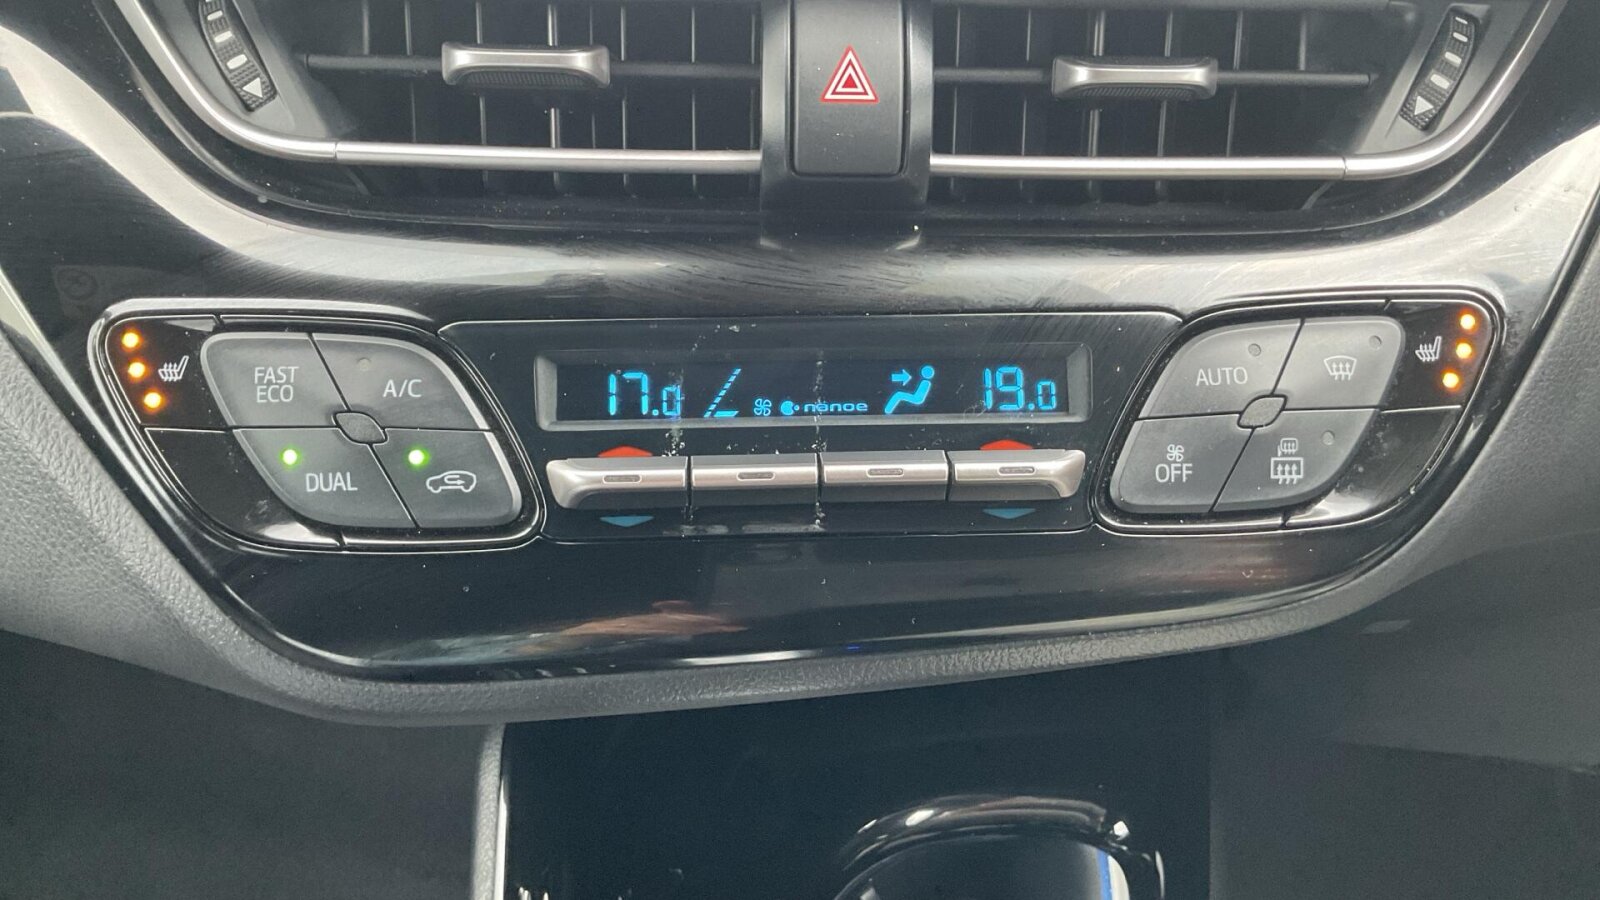 FAST
ECO
A/C
DUAL
17.0
nanoe
19.0
AUTO
OFF